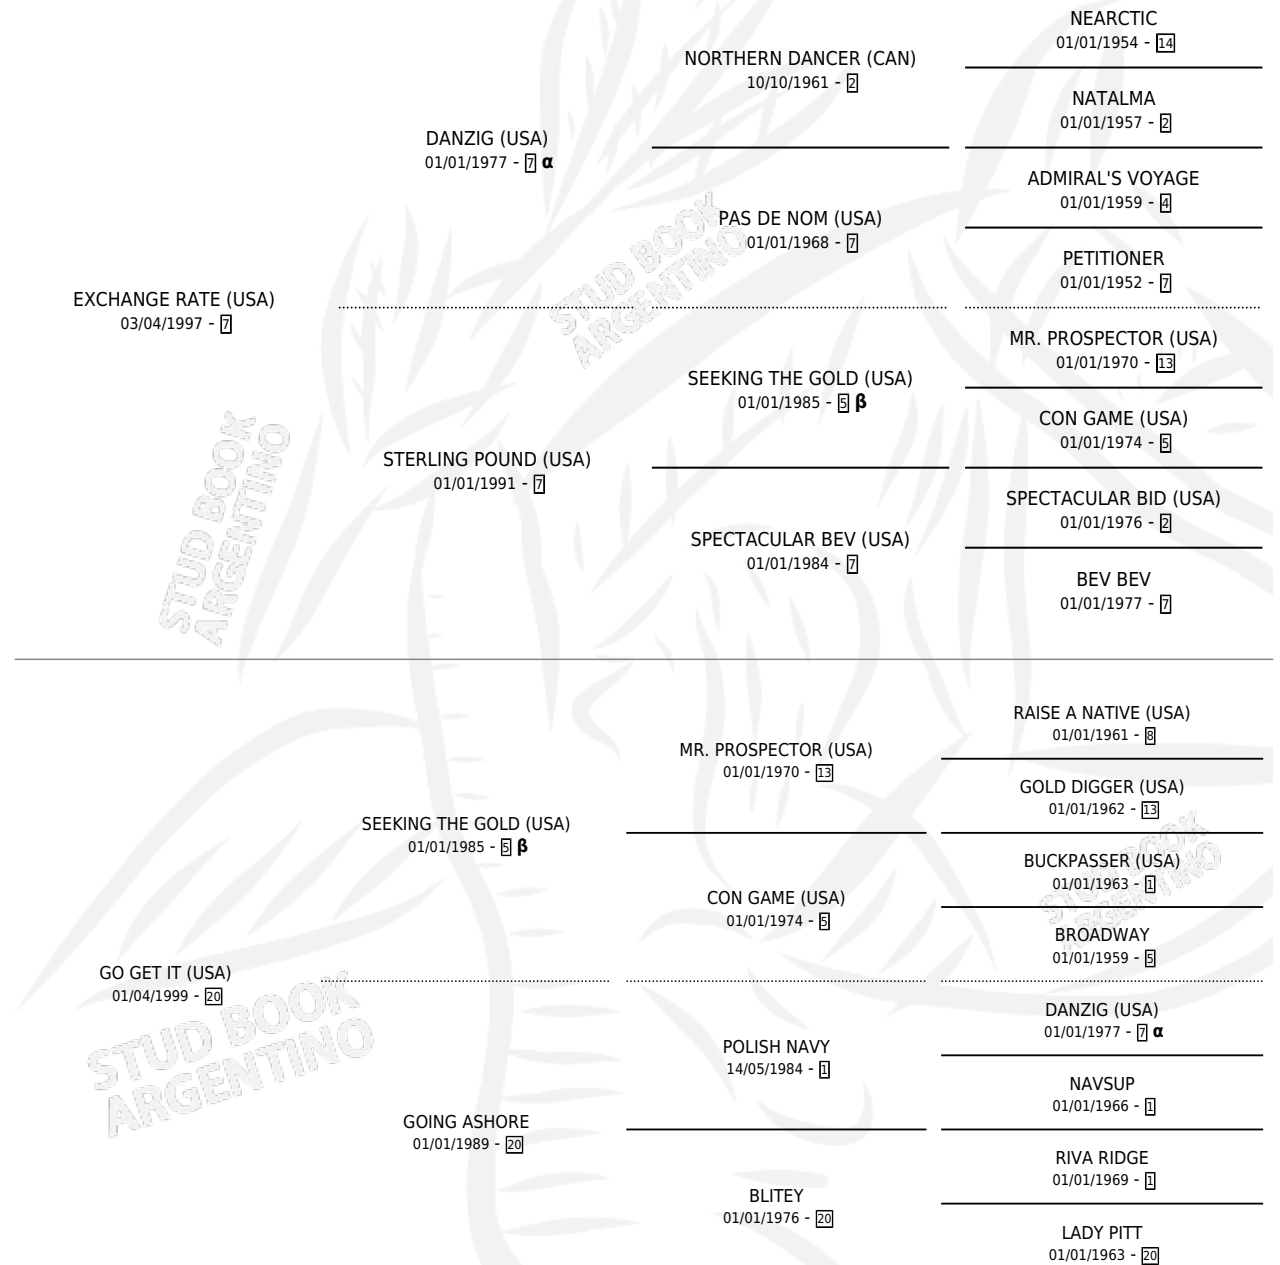 NEARCTIC
01/01/1954 - 14
NORTHERN DANCER (CAN)
10/10/1961 - 2
NATALMA
01/01/1957 - 2
DANZIG (USA)
01/01/1977 - 7 α
ADMIRAL'S VOYAGE
01/01/1959 - 4
PAS DE NOM (USA)
01/01/1968 - 7
PETITIONER
01/01/1952 - 7
EXCHANGE RATE (USA)
03/04/1997 - 7
MR. PROSPECTOR (USA)
01/01/1970 - 13
SEEKING THE GOLD (USA)
01/01/1985 - 5 β
CON GAME (USA)
01/01/1974 - 5
STERLING POUND (USA)
01/01/1991 - 7
SPECTACULAR BID (USA)
01/01/1976 - 2
SPECTACULAR BEV (USA)
01/01/1984 - 7
BEV BEV
01/01/1977 - 7
STUD BOOK
ARGENTINO
STUD BOOK
ARGENTINO
RAISE A NATIVE (USA)
01/01/1961 - 8
MR. PROSPECTOR (USA)
01/01/1970 - 13
GOLD DIGGER (USA)
01/01/1962 - 13
SEEKING THE GOLD (USA)
01/01/1985 - 5 β
BUCKPASSER (USA)
01/01/1963 - 1
CON GAME (USA)
01/01/1974 - 5
BROADWAY
01/01/1959 - 5
GO GET IT (USA)
01/04/1999 - 20
DANZIG (USA)
01/01/1977 - 7 α
POLISH NAVY
14/05/1984 - 1
NAVSUP
01/01/1966 - 1
GOING ASHORE
01/01/1989 - 20
RIVA RIDGE
01/01/1969 - 1
BLITEY
01/01/1976 - 20
LADY PITT
01/01/1963 - 20
STUD BOOK
ARGENTINO
STUD BOOK
ARGENTINO